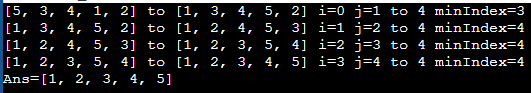 [5, 3, 4, 1, 2] to [1, 3, 4, 5, 2] i=0 j=1 to 4 minIndex=3
[1, 3, 4, 5, 2] to [1, 2, 4, 5, 3] i=1 j=2 to 4 minIndex=4
[1, 2, 4, 5, 3] to [1, 2, 3, 5, 4] i=2 j=3 to 4 minIndex=4
[1, 2, 3, 5, 4] to [1, 2, 3, 4, 5] i=3 j=4 to 4 minIndex=4
Ans=[1, 2, 3, 4, 5]